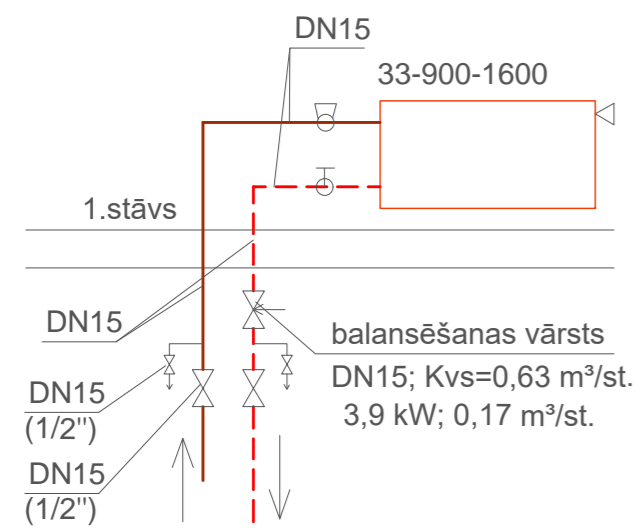 DN15
33-900-1600
1.stāvs
DN15
balansēšanas vārsts
DN15; Kvs=0,63 m³/st.
3,9 kW; 0,17 m³/st.
DN15
(1/2")
DN15
(1/2")